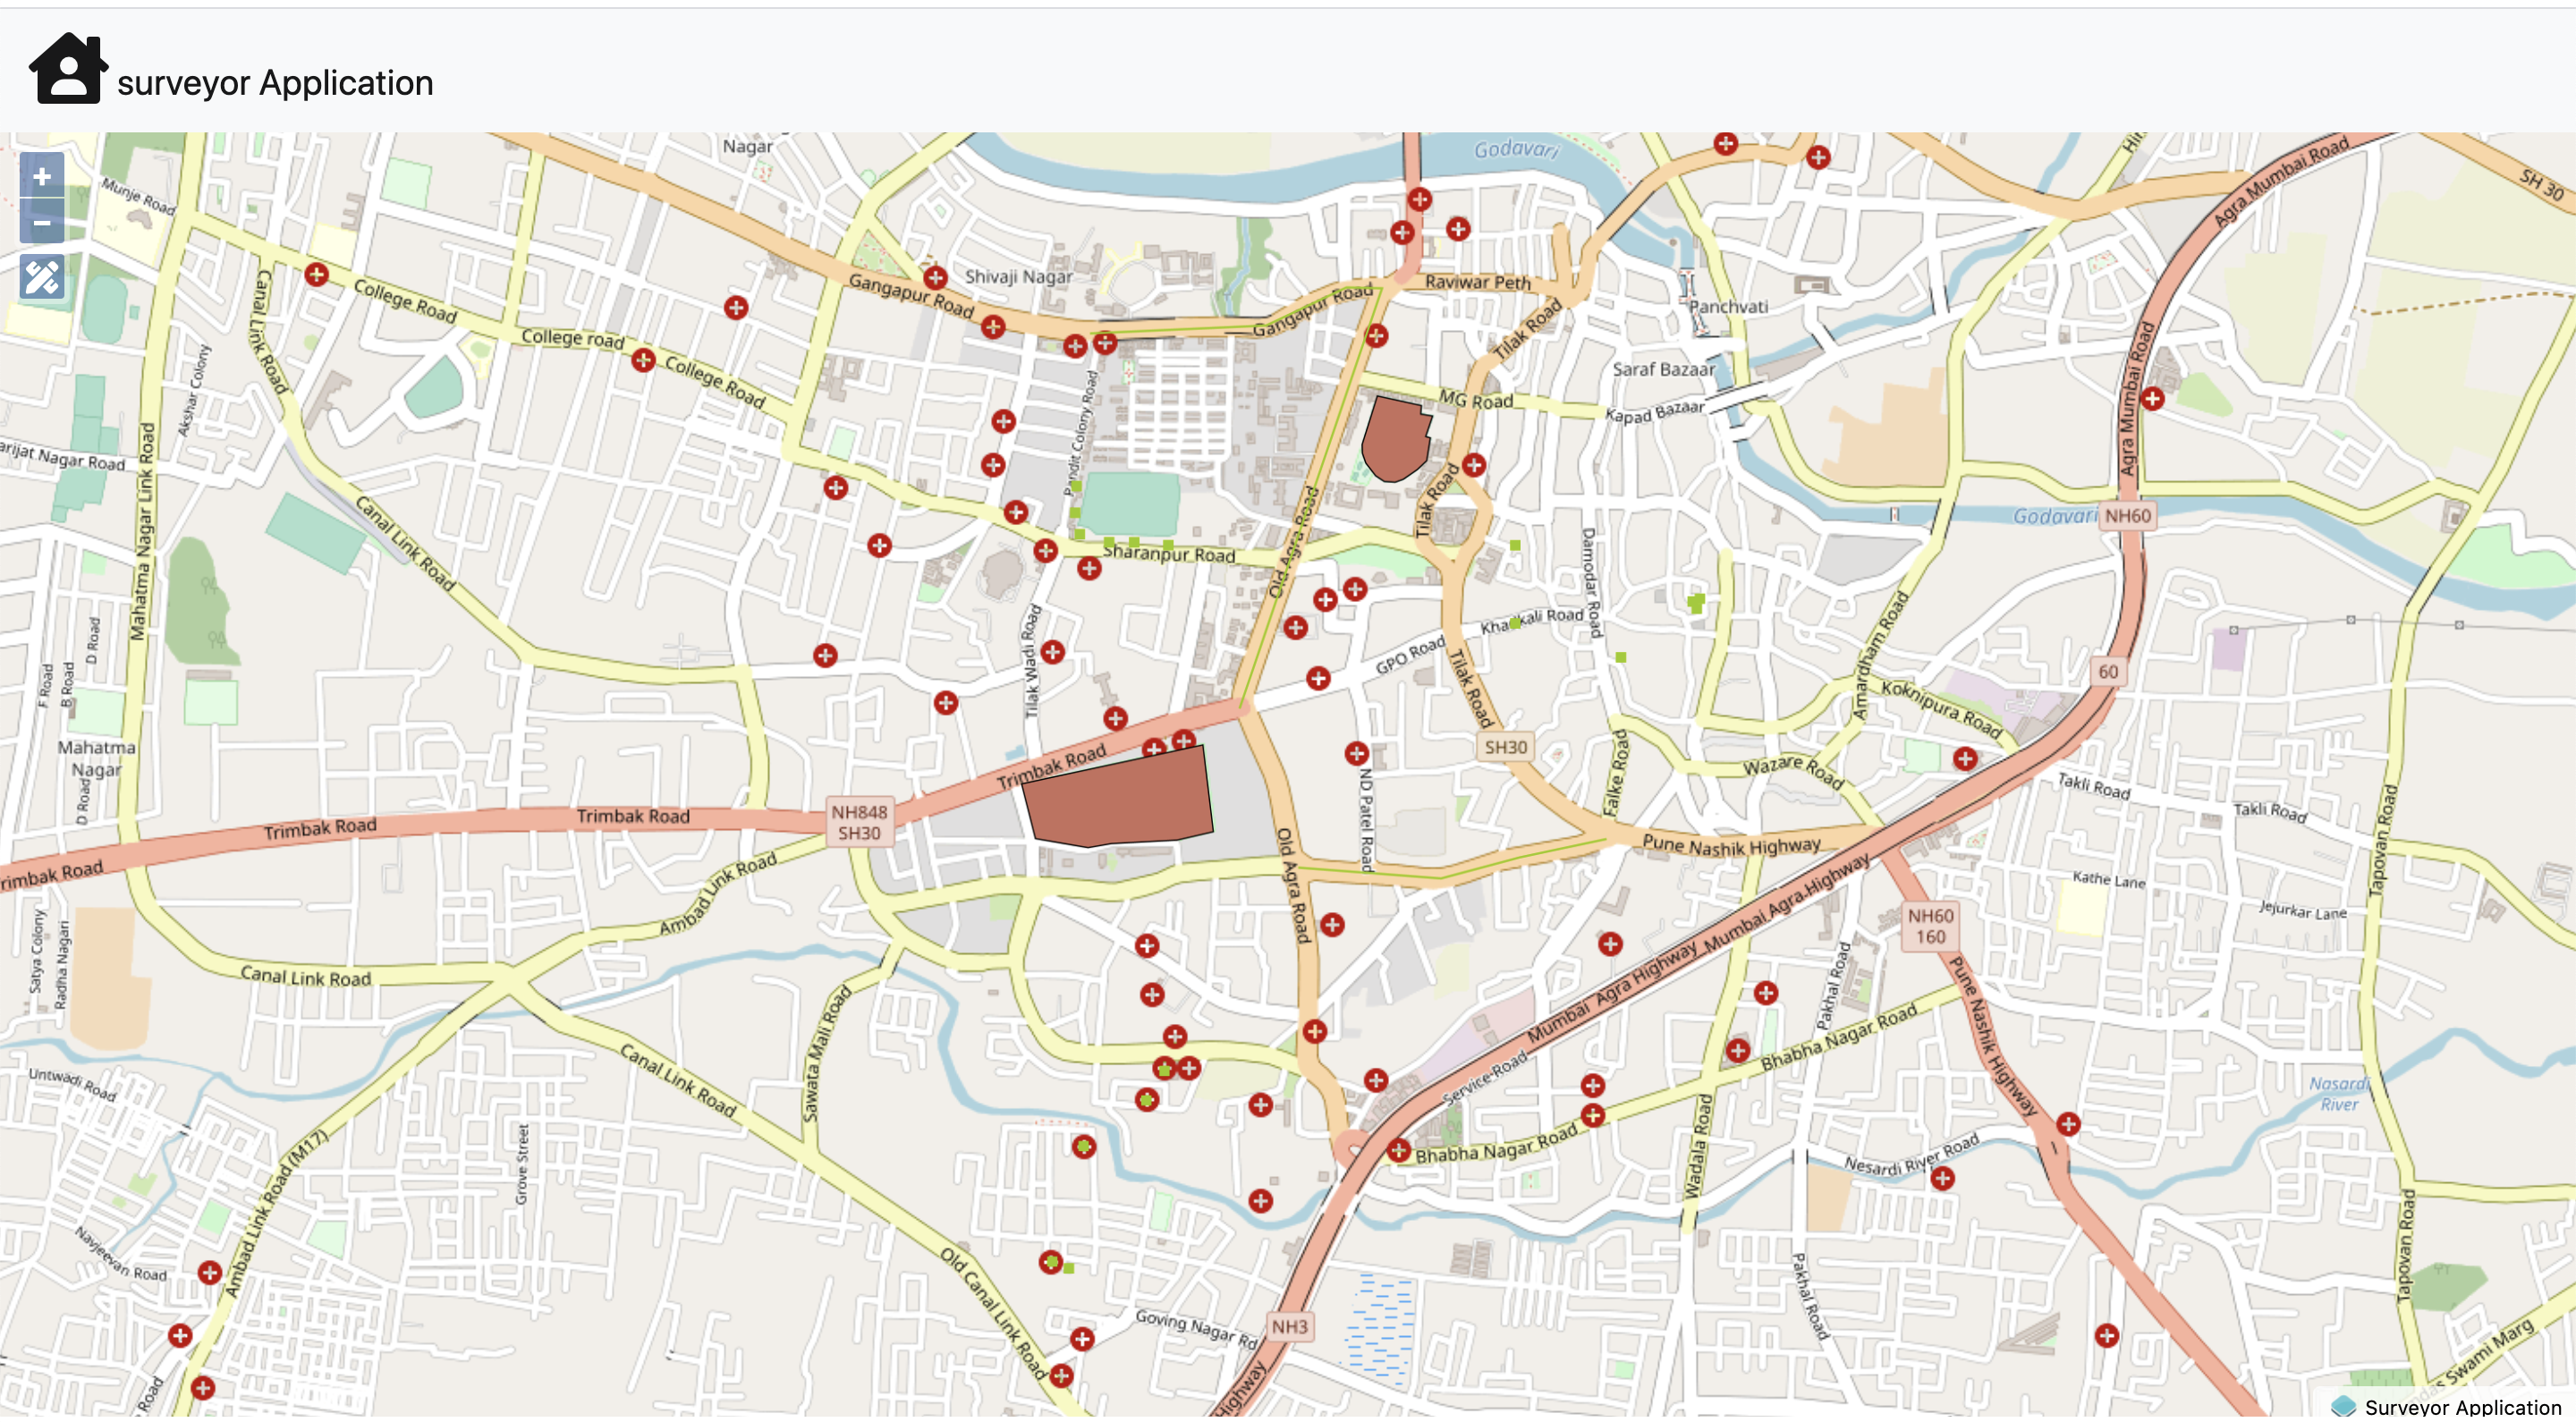 surveyor Application
+
−
Nagar
Godavari
Munje Road
Agra Mumbai Road
SH 30
Canal Link Road
College Road
College road
College Road
Gangapur Road
Shivaji Nagar
Gangapur Road
Raviwar Peth
Tilak Road
Panchvati
Saraf Bazaar
Agra Mumbai Road
Akshar Colony
Pandit Colony Road
MG Road
Kapad Bazaar
arijat Nagar Road
Mahatma Nagar Link Road
Canal Link Road
Old Agra Road
Tilak Road
Godavari
NH60
Sharanpur Road
Damodar Road
D Road
F Road
B Road
Tilak Wadi Road
GPO Road
Tilak Road
Amardham Road
60
Koknipura Road
Mahatma
Nagar
D Road
Trimbak Road
SH30
ND Patel Road
Falke Road
Wazare Road
Takli Road
Takli Road
Tapovan Road
Trimbak Road
Trimbak Road
NH848
SH30
rimbak Road
Old Agra Road
Pune Nashik Highway
Ambad Link Road
Mumbai Agra Highway
Kathe Lane
Jejurkar Lane
NH60
160
Satya Colony
Radha Nagari
Canal Link Road
Pakhal Road
Pune Nashik Highway
Mumbai Agra Highway
Sawata Mali Road
Canal Link Road
Bhabha Nagar Road
Service Road
Untwadi Road
Nasardi
River
Grove Street
Ambad Link Road (M17)
Bhabha Nagar Road
Wadala Road
Nesardi River Road
Navjeevan Road
Old Canal Link Road
Pakhal Road
Tapovan Road
Goving Nagar Rd
NH3
Highway
Road
s Swami Marg
Surveyor Application